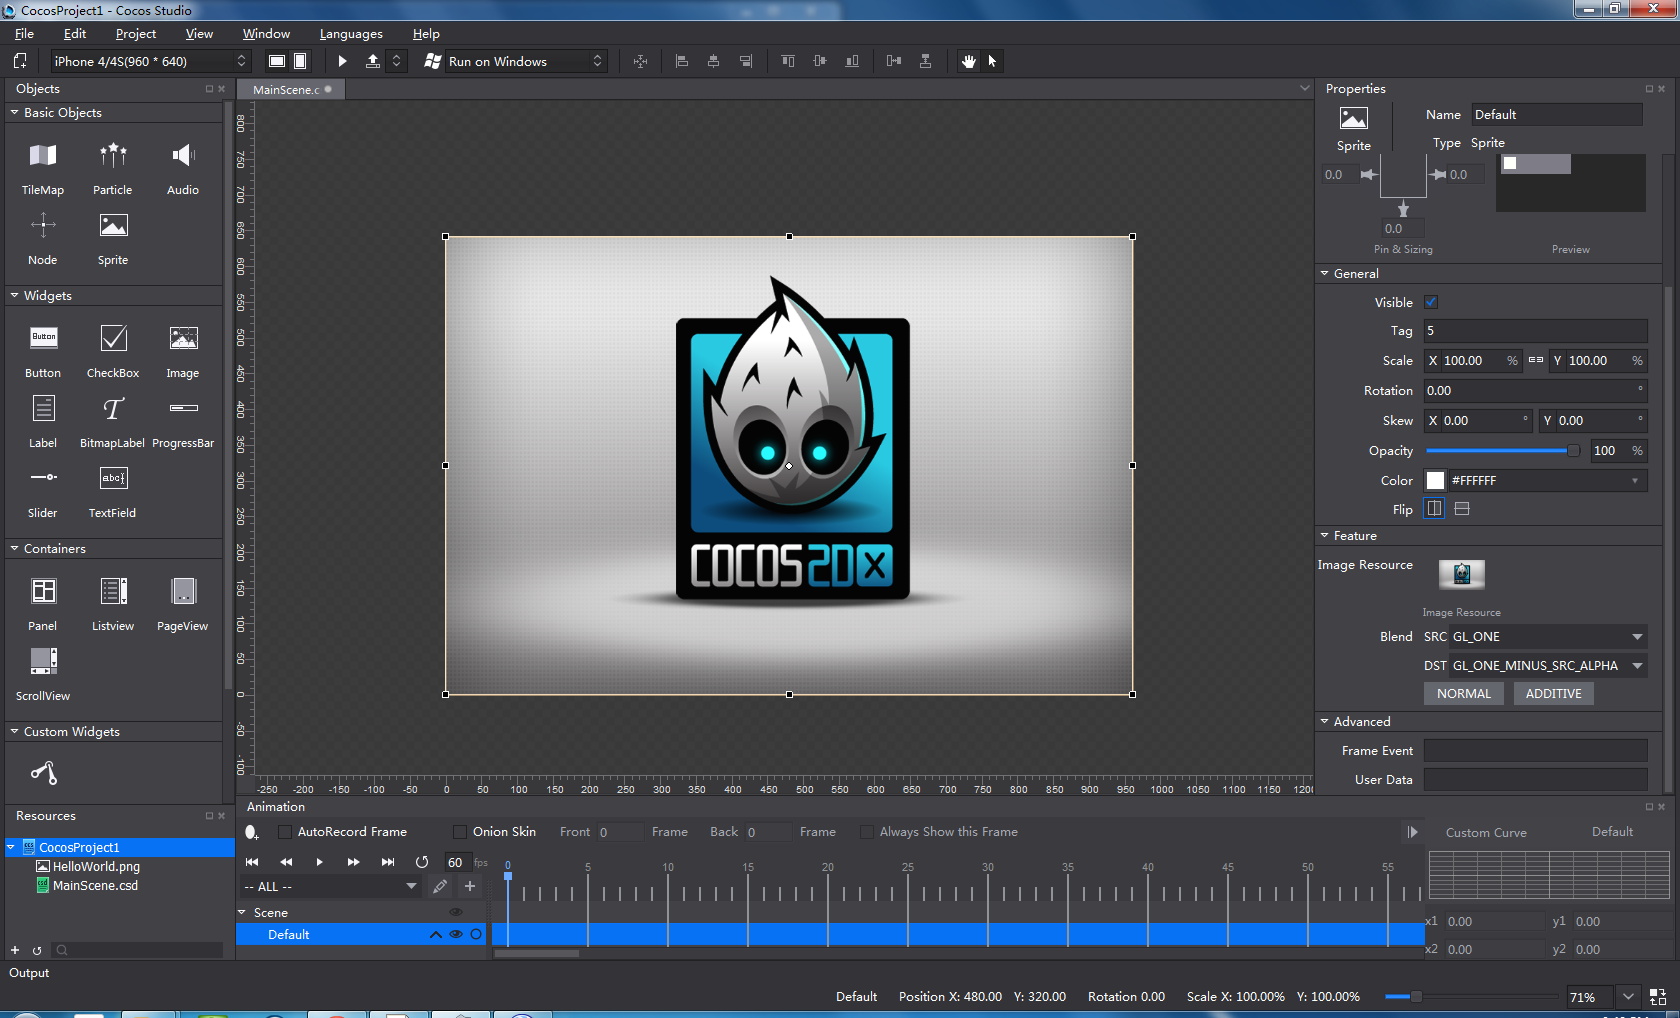 CocosProject1 - Cocos Studio
File Edit Project View Window Languages Help
iPhone 4/4S(960 * 640) Run on Windows
Objects
Basic Objects
TileMap Particle Audio
Node Sprite
Widgets
Button
Button CheckBox Image
Label BitmapLabel ProgressBar
abc
Slider TextField
Containers
Panel Listview PageView
ScrollView
Custom Widgets
Resources
CocosProject1
HelloWorld.png
MainScene.csd
MainScene.c
800
750
700
650
600
550
500
450
400
350
300
250
200
150
100
50
0
-50
-100
COCOS2DX
-250 -200 -150 -100 -50 0 50 100 150 200 250 300 350 400 450 500 550 600 650 700 750 800 850 900 950 1000 1050 1100 1150 1200
Animation
AutoRecord Frame Onion Skin Front 0 Frame Back 0 Frame Always Show this Frame
60 fps 0 5 10 15 20 25 30 35 40 45 50 55
-- ALL --
Scene
Default
Properties
Sprite
Name Default
Type Sprite
0.0 0.0
0.0
Pin & Sizing Preview
General
Visible
Tag 5
Scale X 100.00 % Y 100.00 %
Rotation 0.00 °
Skew X 0.00 ° Y 0.00 °
Opacity 100 %
Color #FFFFFF
Flip
Feature
Image Resource
Image Resource
Blend SRC GL_ONE
DST GL_ONE_MINUS_SRC_ALPHA
NORMAL ADDITIVE
Advanced
Frame Event
User Data
Custom Curve Default
x1 0.00 y1 0.00
x2 0.00 y2 0.00
Output
Default Position X: 480.00 Y: 320.00 Rotation 0.00 Scale X: 100.00% Y: 100.00% 71%